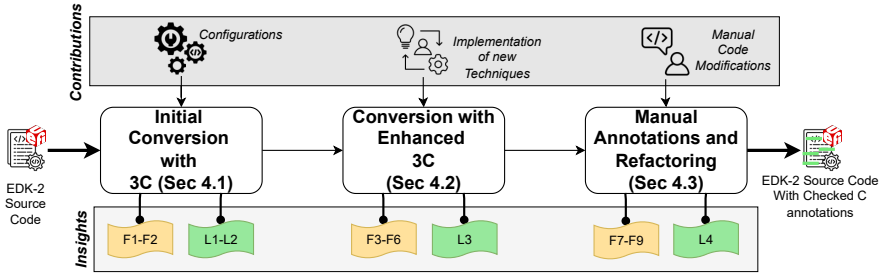 Contributions
Configurations
Implementation
of new
Techniques
Manual
Code
Modifications
EDK-2
Source
Code
Initial
Conversion
with
3C (Sec 4.1)
Conversion with
Enhanced
3C
(Sec 4.2)
Manual
Annotations and
Refactoring
(Sec 4.3)
EDK-2 Source Code
With Checked C
annotations
Insights
F1-F2
L1-L2
F3-F6
L3
F7-F9
L4